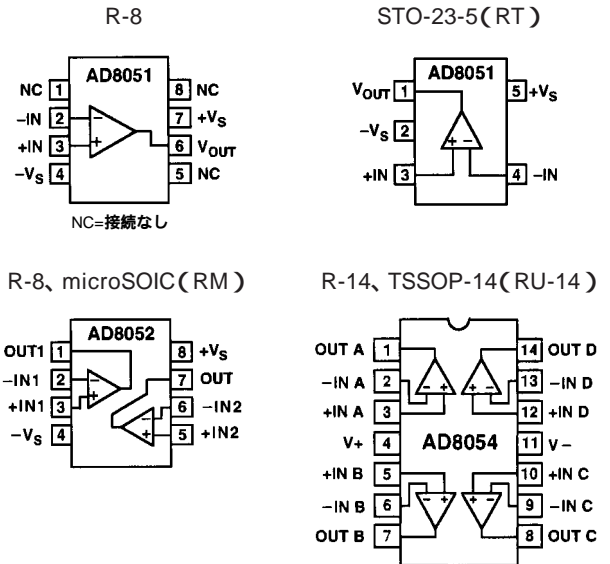 R-8
AD8051
NC 1
8 NC
−IN 2
7 +VS
+IN 3
6 VOUT
−VS 4
5 NC
− +
NC=接続なし
STO-23-5(RT)
AD8051
VOUT 1
5 +VS
−VS 2
+IN 3
4 −IN
+ −
R-8、microSOIC(RM)
AD8052
OUT1 1
8 +VS
−IN1 2
7 OUT
+IN1 3
6 −IN2
−VS 4
5 +IN2
− +
− +
R-14、TSSOP-14(RU-14)
OUT A 1
14 OUT D
−IN A 2
13 −IN D
+IN A 3
12 +IN D
V+ 4
AD8054
11 V−
+IN B 5
10 +IN C
−IN B 6
9 −IN C
OUT B 7
8 OUT C
− +
+ −
− +
+ −